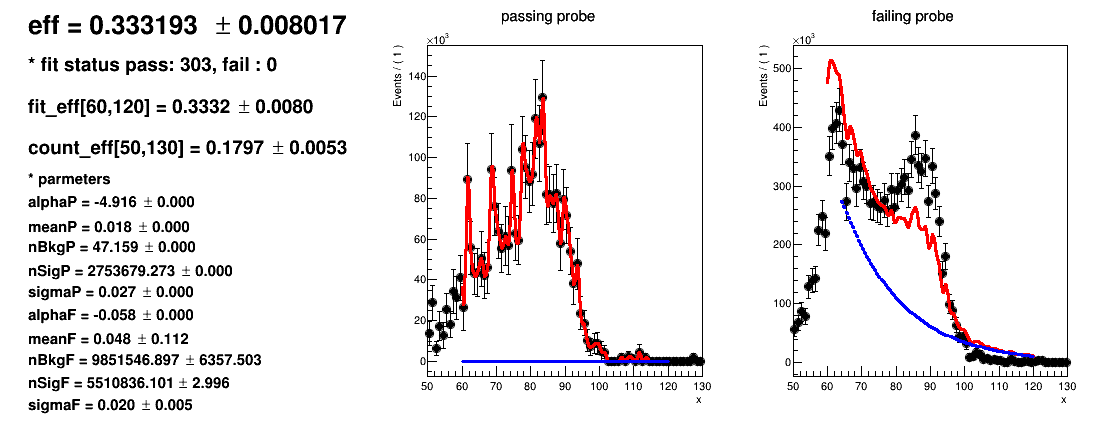 eff = 0.333193 ± 0.008017
* fit status pass: 303, fail : 0
fit_eff[60,120] = 0.3332 ± 0.0080
count_eff[50,130] = 0.1797 ± 0.0053
* parmeters
alphaP = -4.916 ± 0.000
meanP = 0.018 ± 0.000
nBkgP = 47.159 ± 0.000
nSigP = 2753679.273 ± 0.000
sigmaP = 0.027 ± 0.000
alphaF = -0.058 ± 0.000
meanF = 0.048 ± 0.112
nBkgF = 9851546.897 ± 6357.503
nSigF = 5510836.101 ± 2.996
sigmaF = 0.020 ± 0.005
passing probe
×10³
Events / ( 1 )
140
120
100
80
60
40
20
0
50 60 70 80 90 100 110 120 130
x
failing probe
×10³
Events / ( 1 )
500
400
300
200
100
0
50 60 70 80 90 100 110 120 130
x